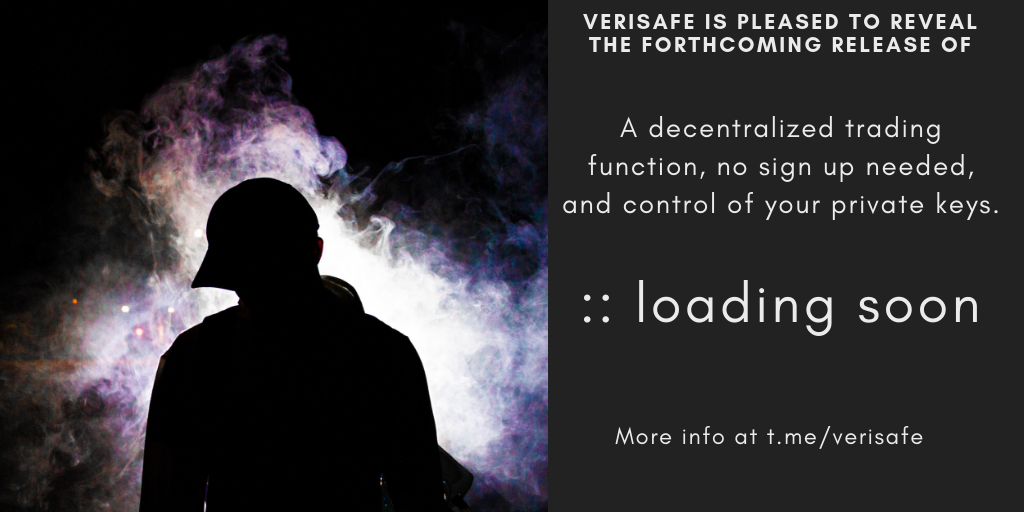 VERISAFE IS PLEASED TO REVEAL
THE FORTHCOMING RELEASE OF
A decentralized trading
function, no sign up needed,
and control of your private keys.
:: loading soon
More info at t.me/verisafe